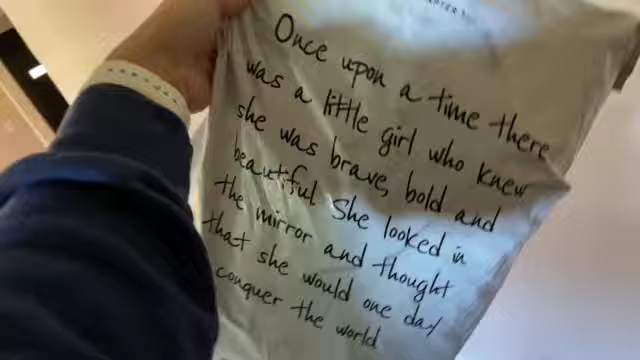 Once upon a time there
was a little girl who knew
she was brave, bold and
beautiful She looked in
the mirror and thought
that she would one day
conquer the world